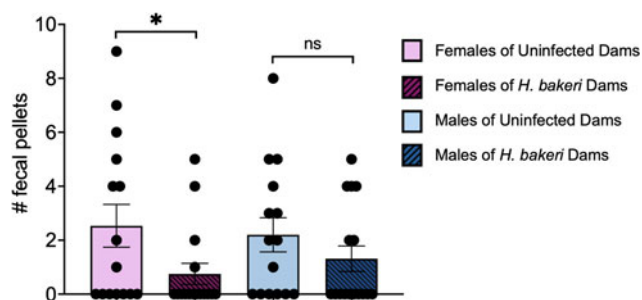 10
8
6
4
2
0
# fecal pellets
*
ns
Females of Uninfected Dams
Females of H. bakeri Dams
Males of Uninfected Dams
Males of H. bakeri Dams